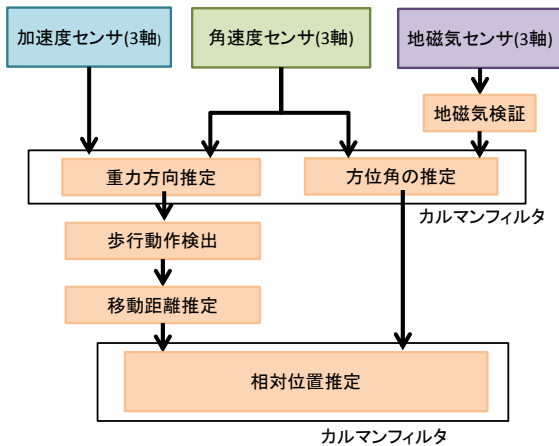 加速度センサ(3軸)
角速度センサ(3軸)
地磁気センサ(3軸)
地磁気検証
重力方向推定
方位角の推定
カルマンフィルタ
歩行動作検出
移動距離推定
相対位置推定
カルマンフィルタ